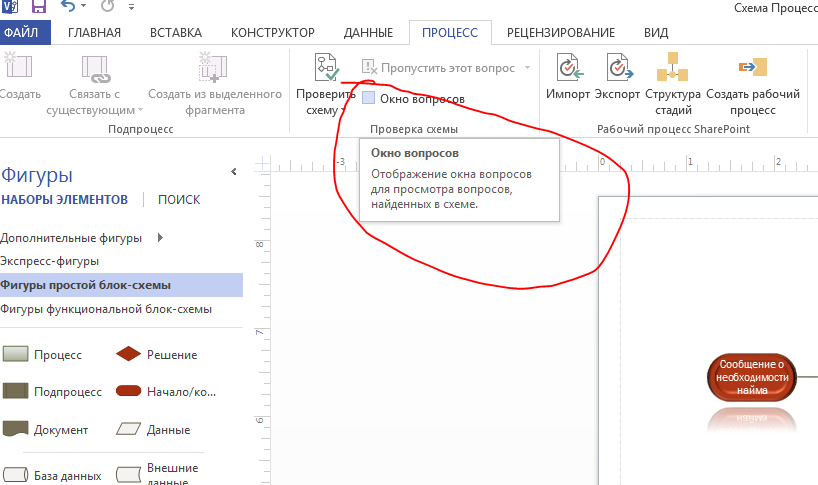 Схема Процесс
ФАЙЛ ГЛАВНАЯ ВСТАВКА КОНСТРУКТОР ДАННЫЕ ПРОЦЕСС РЕЦЕНЗИРОВАНИЕ ВИД
Создать
Связать с
существующим
Создать из выделенного
фрагмента
Подпроцесс
Проверить
схему
Пропустить этот вопрос
Окно вопросов
Проверка схемы
Импорт
Экспорт
Структура
стадий
Создать рабочий
процесс
Рабочий процесс SharePoint
Окно вопросов
Отображение окна вопросов
для просмотра вопросов,
найденных в схеме.
-3 0 1 2
8
7
6
Фигуры
НАБОРЫ ЭЛЕМЕНТОВ ПОИСК
Дополнительные фигуры
Экспресс-фигуры
Фигуры простой блок-схемы
Фигуры функциональной блок-схемы
Процесс
Решение
Подпроцесс
Начало/ко...
Документ
Данные
База данных
Внешние
данные
Сообщение о
необходимости
найма